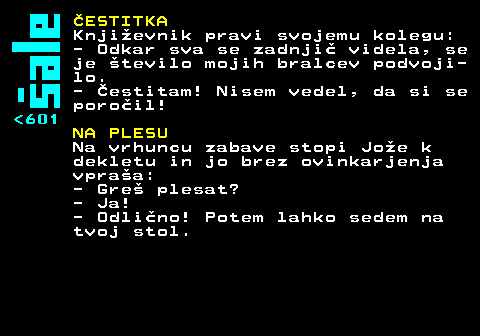 šale
<601
ČESTITKA
Književnik pravi svojemu kolegu:
- Odkar sva se zadnjič videla, se
je število mojih bralcev podvoji-
lo.
- Čestitam! Nisem vedel, da si se
poročil!
NA PLESU
Na vrhuncu zabave stopi Jože k
dekletu in jo brez ovinkarjenja
vpraša:
- Greš plesat?
- Ja!
- Odlično! Potem lahko sedem na
tvoj stol.